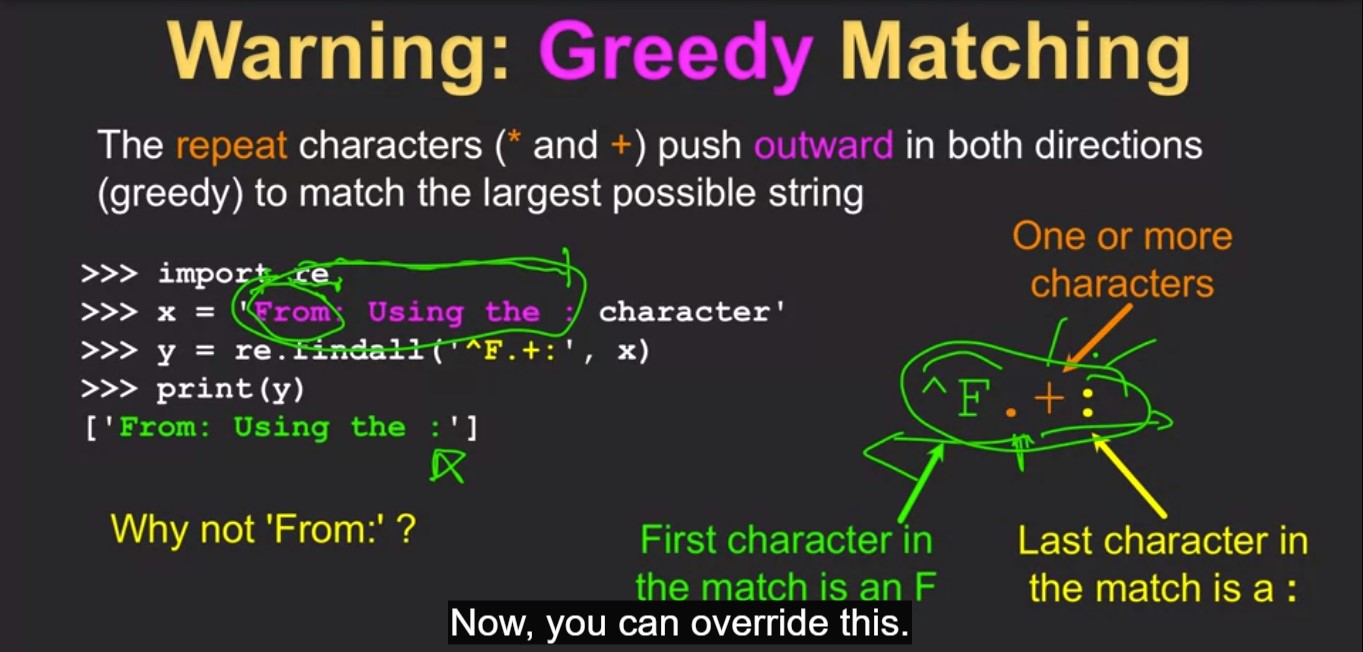 Warning: Greedy Matching
The repeat characters (* and +) push outward in both directions
(greedy) to match the largest possible string
>>> import re
>>> x = 'From: Using the : character'
>>> y = re.findall('^F.+:', x)
>>> print(y)
['From: Using the :']
Why not 'From:' ?
One or more
characters
^F.+:
First character in
the match is an F
Last character in
the match is a :
Now, you can override this.